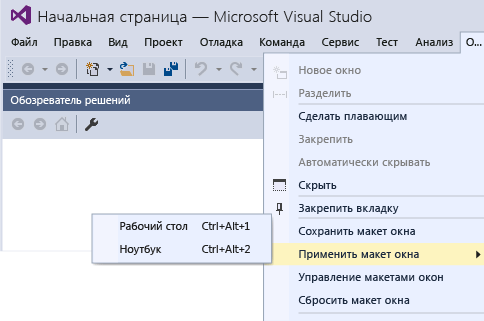 Начальная страница — Microsoft Visual Studio
Файл Правка Вид Проект Отладка Команда Сервис Тест Анализ О...
Обозреватель решений
Новое окно
Разделить
Сделать плавающим
Закрепить
Автоматически скрывать
Скрыть
Закрепить вкладку
Сохранить макет окна
Применить макет окна
Рабочий стол Ctrl+Alt+1
Ноутбук Ctrl+Alt+2
Управление макетами окон
Сбросить макет окна